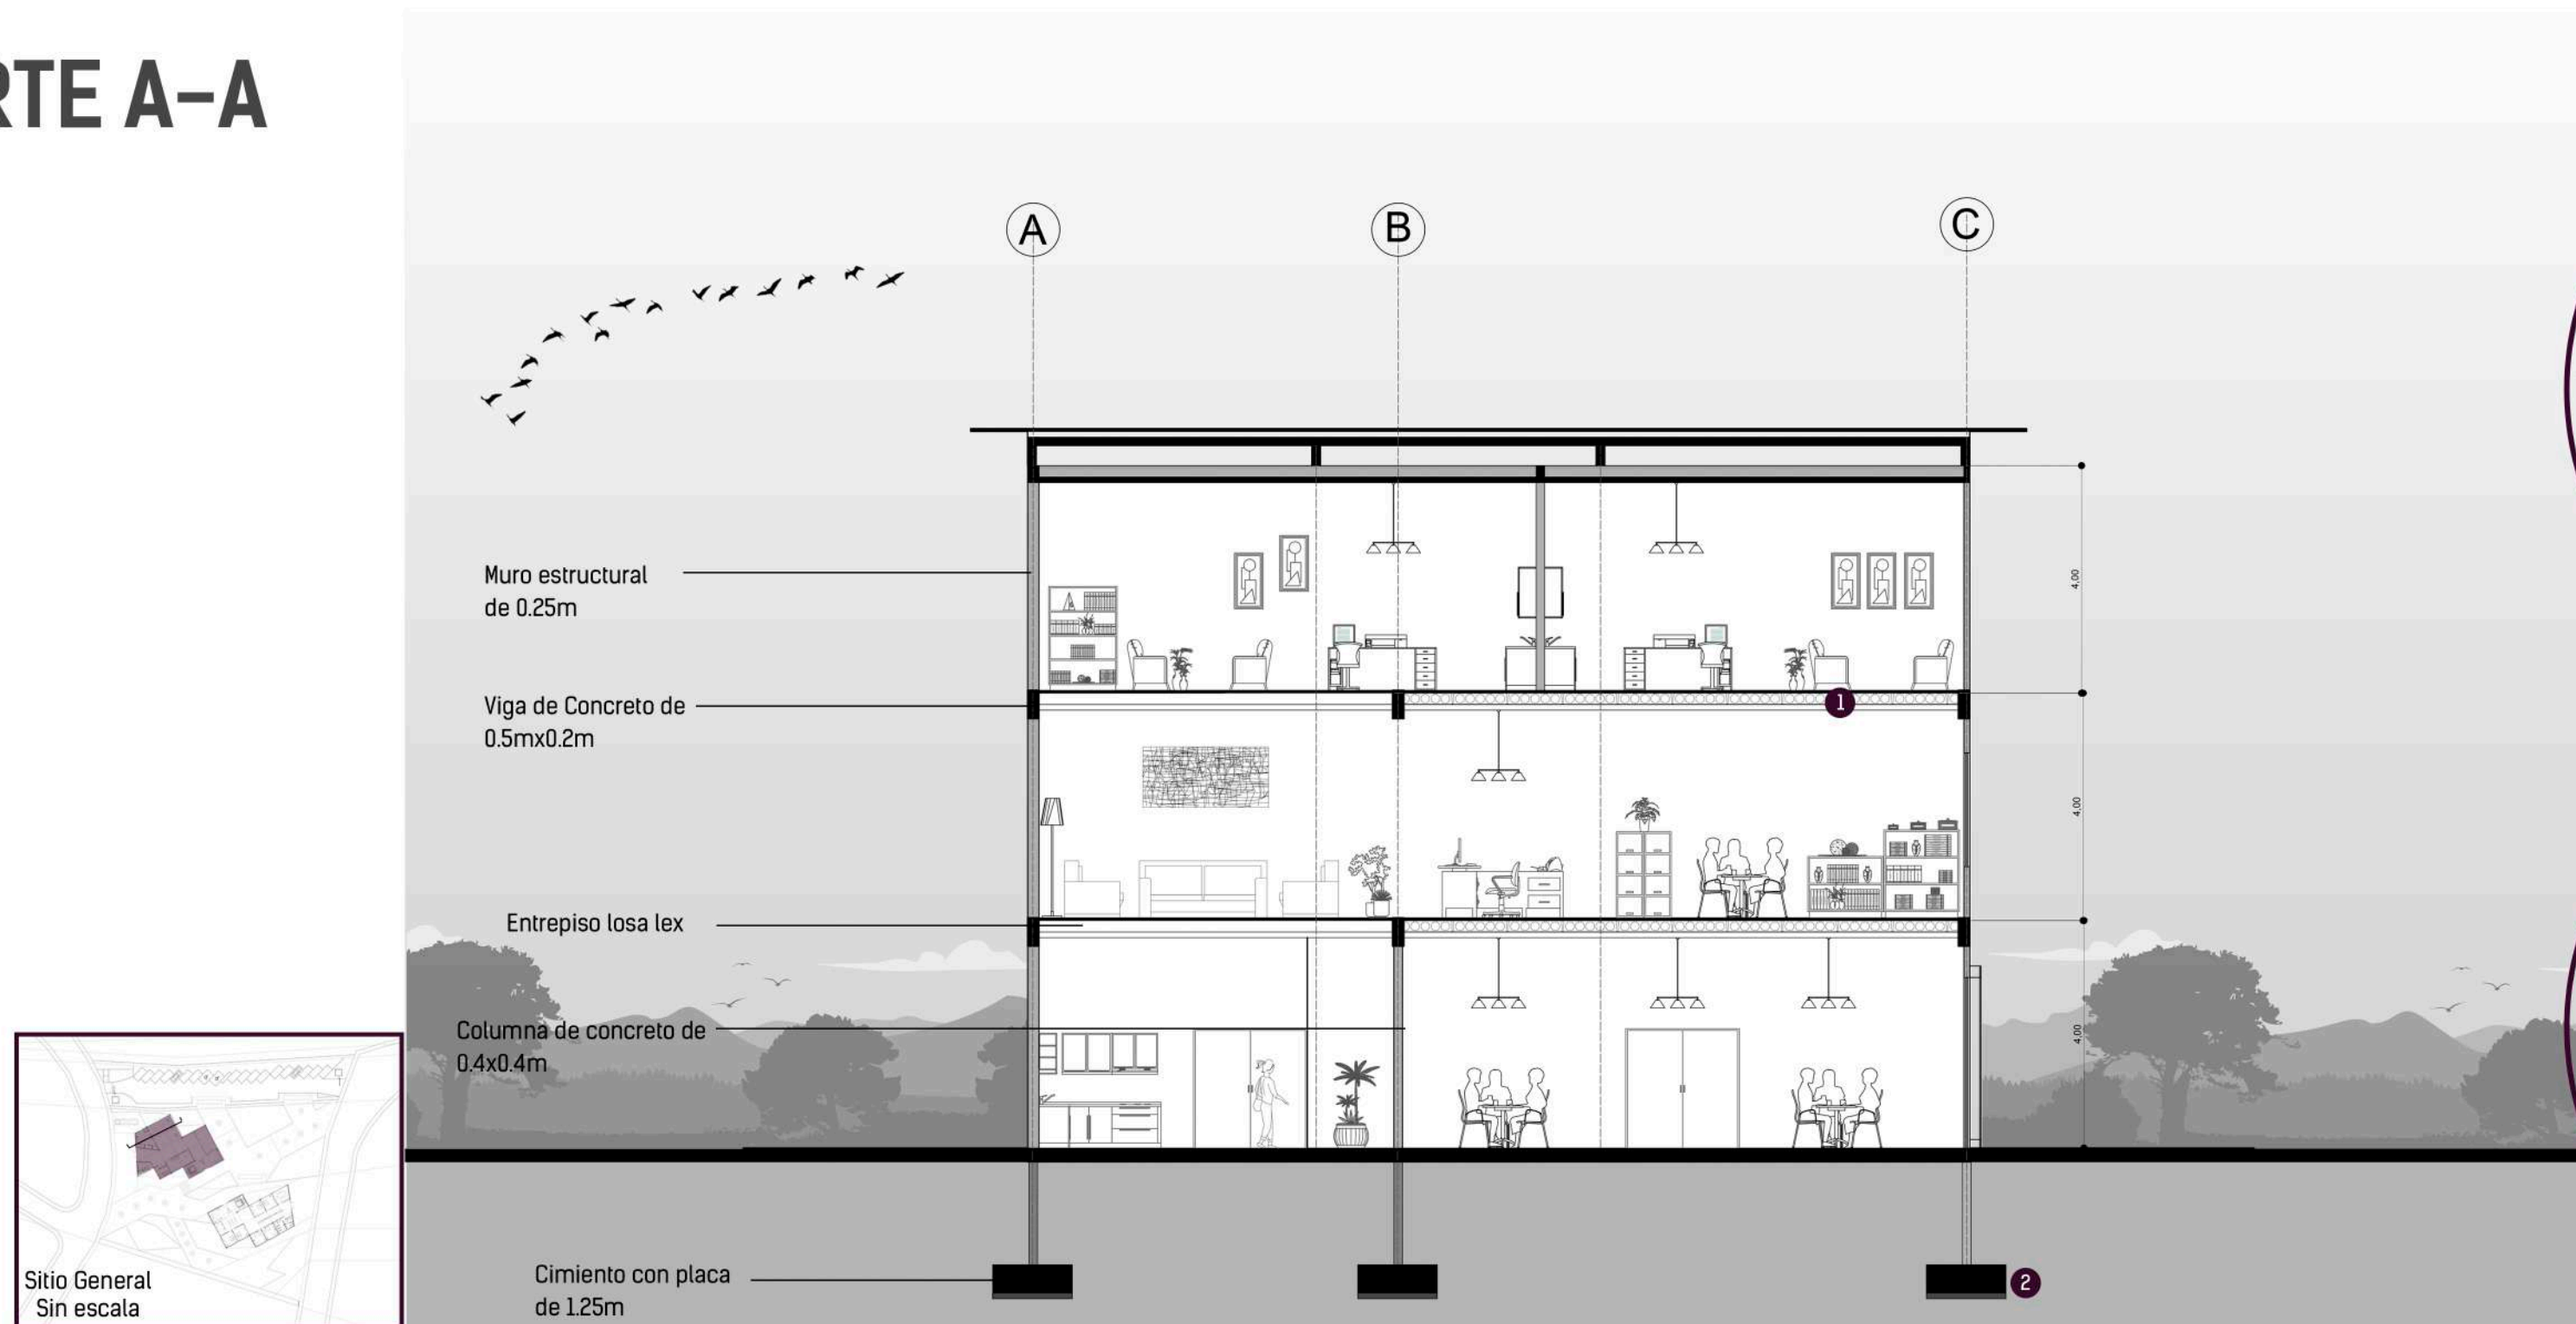 RTE A-A
A
B
C
Muro estructural
de 0.25m
4.00
Viga de Concreto de
0.5mx0.2m
1
4.00
Entrepiso losa lex
Columna de concreto de
0.4x0.4m
4.00
Cimiento con placa
de 1.25m
2
Sitio General
Sin escala